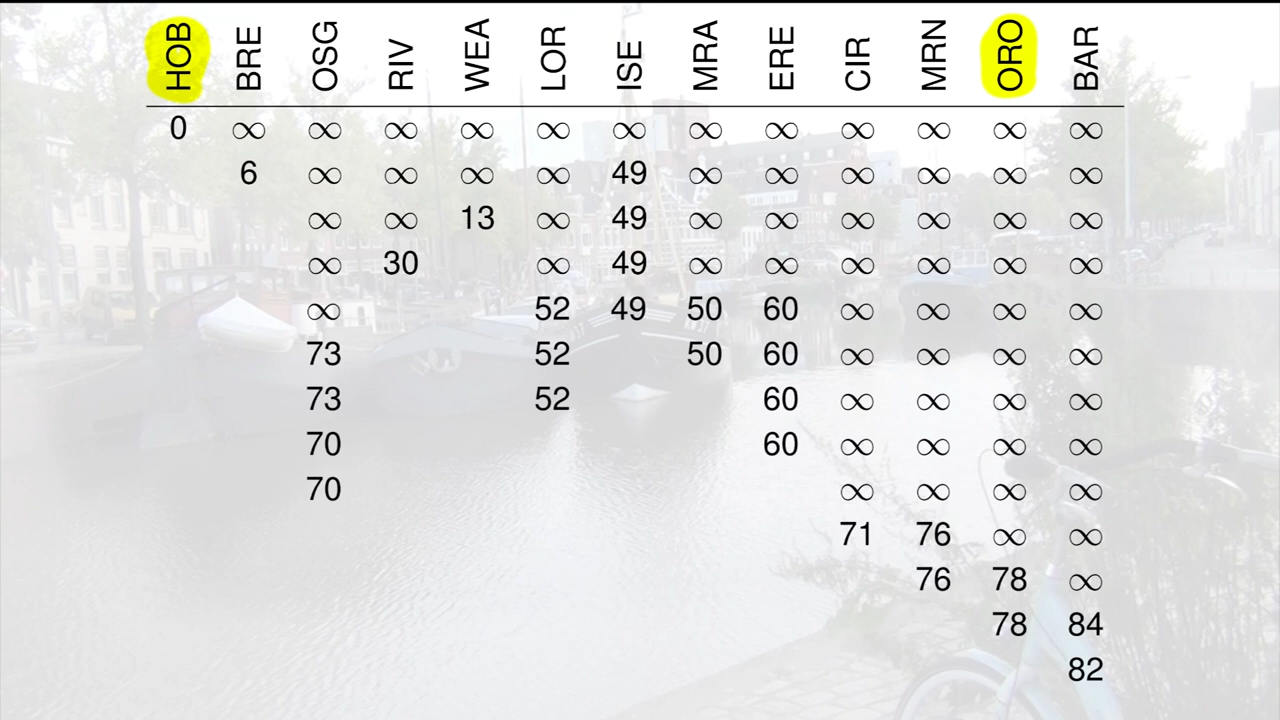 HOB BRE OSG RIV WEA LOR ISE MRA ERE CIR MRN ORO BAR
0 ∞ ∞ ∞ ∞ ∞ ∞ ∞ ∞ ∞ ∞ ∞ ∞
6 ∞ ∞ ∞ ∞ 49 ∞ ∞ ∞ ∞ ∞ ∞
∞ ∞ 13 ∞ 49 ∞ ∞ ∞ ∞ ∞ ∞
∞ 30 ∞ 49 ∞ ∞ ∞ ∞ ∞ ∞
∞ 52 49 50 60 ∞ ∞ ∞ ∞
73 52 50 60 ∞ ∞ ∞ ∞
73 52 60 ∞ ∞ ∞ ∞
70 60 ∞ ∞ ∞ ∞
70 ∞ ∞ ∞ ∞
71 76 ∞ ∞
76 78 ∞
78 84
82